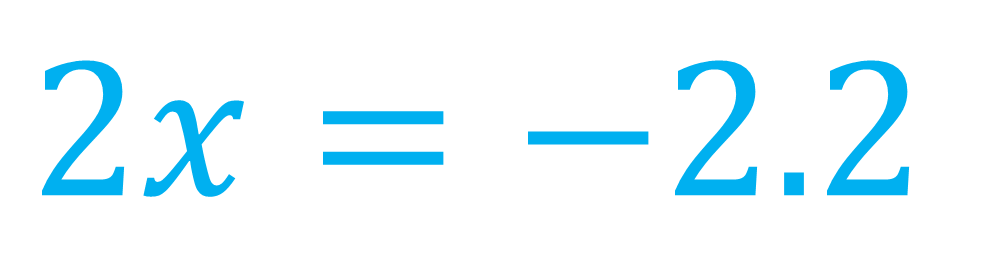 2x = −2.2